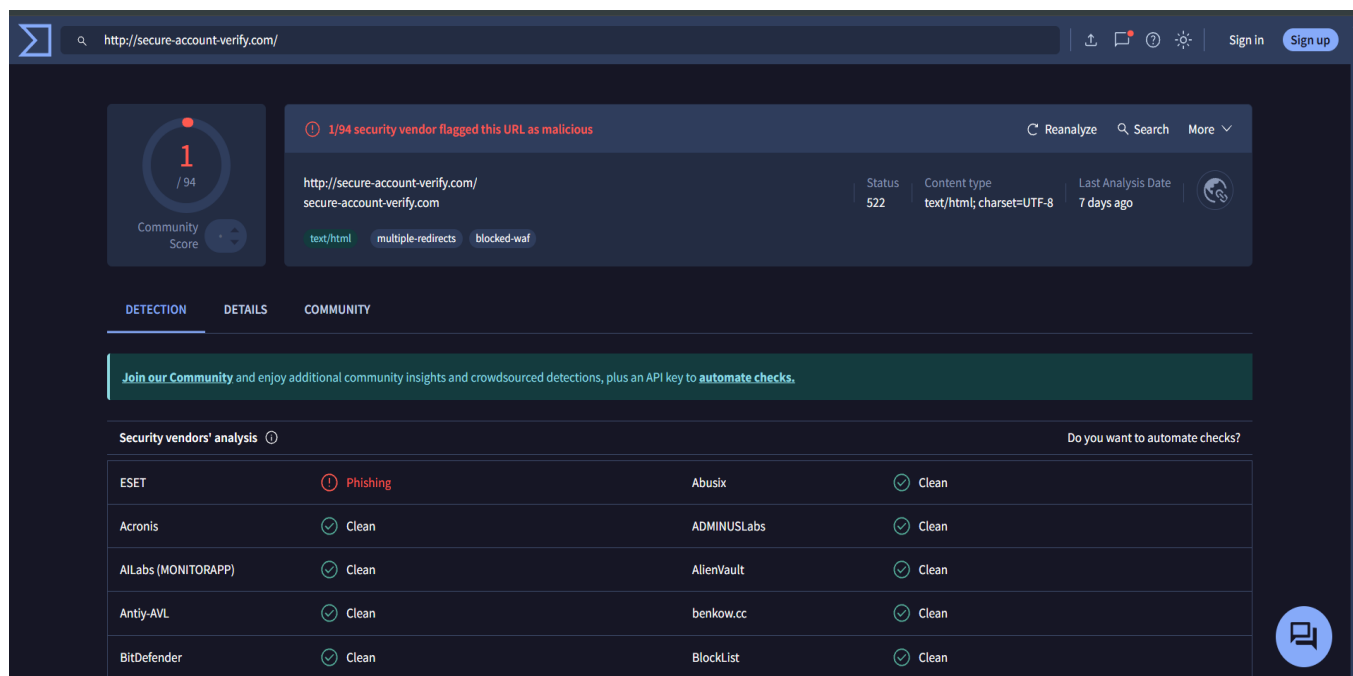 http://secure-account-verify.com/
Sign in
Sign up
1
/ 94
Community
Score
1/94 security vendor flagged this URL as malicious
Reanalyze
Search
More
http://secure-account-verify.com/
secure-account-verify.com
Status
522
Content type
text/html; charset=UTF-8
Last Analysis Date
7 days ago
text/html
multiple-redirects
blocked-waf
DETECTION
DETAILS
COMMUNITY
Join our Community and enjoy additional community insights and crowdsourced detections, plus an API key to automate checks.
Security vendors' analysis
Do you want to automate checks?
ESET Phishing Abusix Clean
Acronis Clean ADMINUSLabs Clean
AILabs (MONITORAPP) Clean AlienVault Clean
Antiy-AVL Clean benkow.cc Clean
BitDefender Clean BlockList Clean